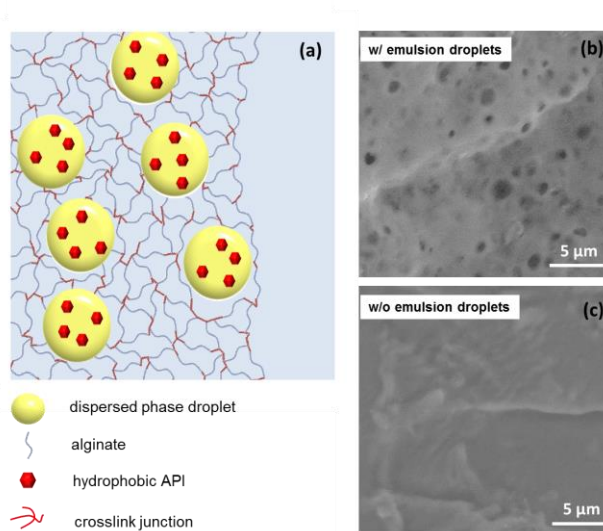 (a)
w/ emulsion droplets
(b)
5 µm
w/o emulsion droplets
(c)
5 µm
dispersed phase droplet
alginate
hydrophobic API
crosslink junction